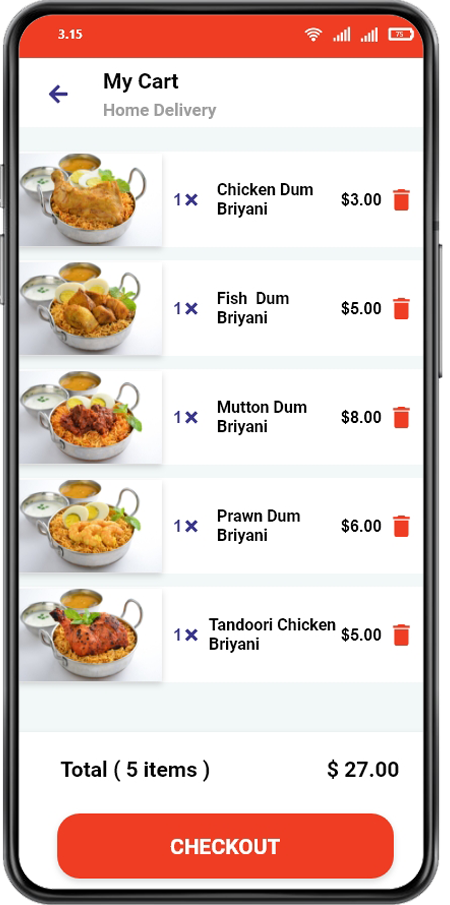 3.15
75
My Cart
Home Delivery
1× Chicken Dum
Briyani
$3.00
1× Fish Dum
Briyani
$5.00
1× Mutton Dum
Briyani
$8.00
1× Prawn Dum
Briyani
$6.00
1× Tandoori Chicken
Briyani
$5.00
Total ( 5 items ) $ 27.00
CHECKOUT